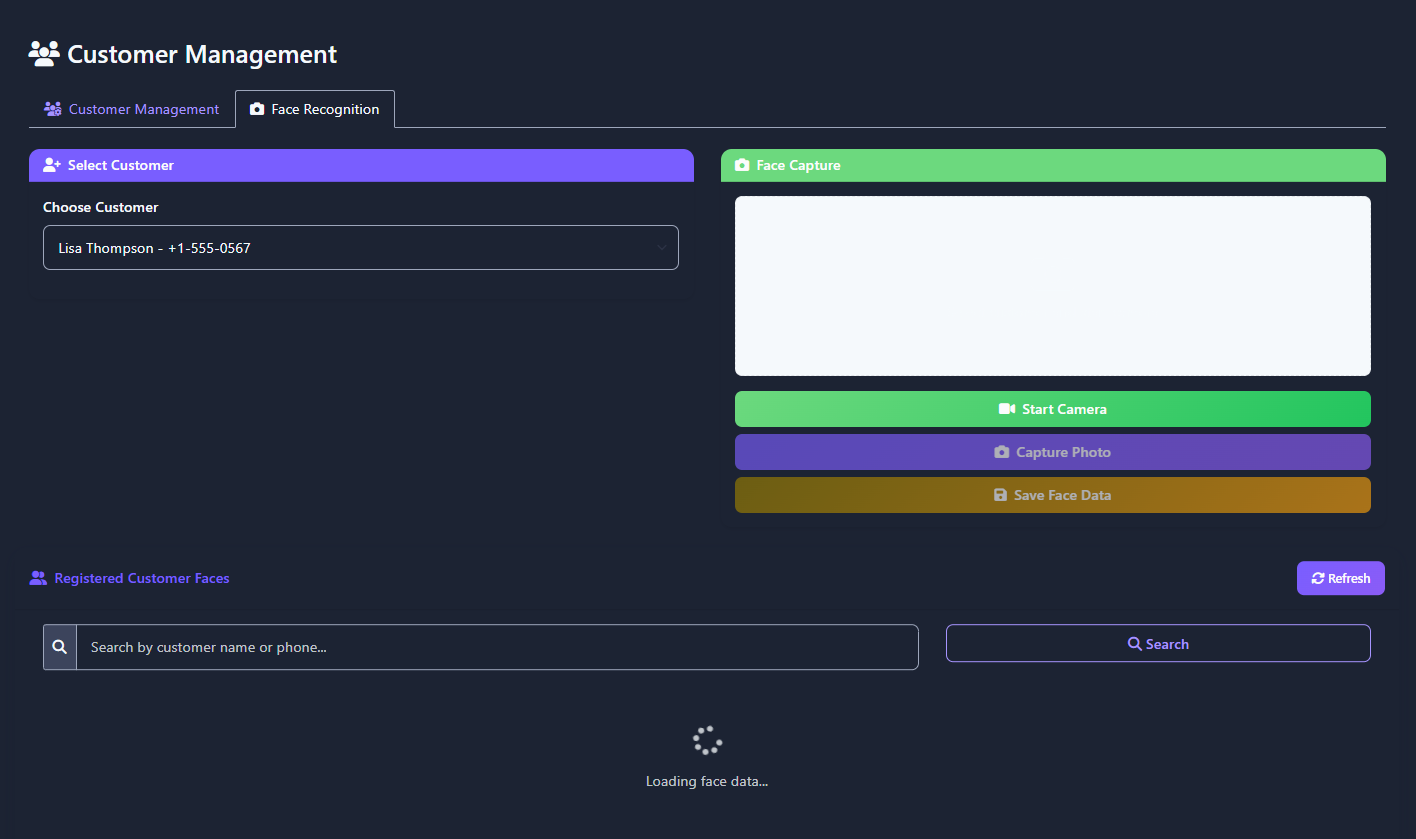 Customer Management
Customer Management
Face Recognition
Select Customer
Choose Customer
Lisa Thompson - +1-555-0567
Face Capture
Start Camera
Capture Photo
Save Face Data
Registered Customer Faces
Refresh
Search by customer name or phone...
Search
Loading face data...